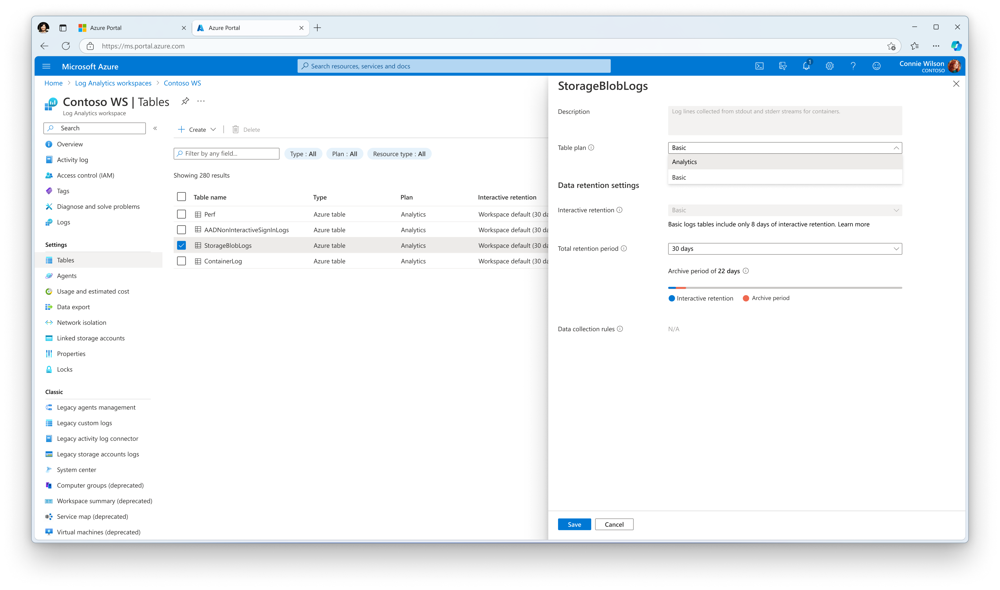 Azure Portal
Azure Portal
https://ms.portal.azure.com
Microsoft Azure
Search resources, services and docs
1
Connie Wilson
CONTOSO
Home > Log Analytics workspaces > Contoso WS
Contoso WS | Tables
Log Analytics workspace
Search
Overview
Activity log
Access control (IAM)
Tags
Diagnose and solve problems
Logs
Settings
Tables
Agents
Usage and estimated cost
Data export
Network isolation
Linked storage accounts
Properties
Locks
Classic
Legacy agents management
Legacy custom logs
Legacy activity log connector
Legacy storage accounts logs
System center
Computer groups (deprecated)
Workspace summary (deprecated)
Service map (deprecated)
Virtual machines (deprecated)
Create
Delete
Filter by any field...
Type : All
Plan : All
Resource type : All
Showing 280 results
Table name Type Plan Interactive retention
Perf Azure table Analytics Workspace default (30 da
AADNonInteractiveSignInLogs Azure table Analytics Workspace default (30 da
StorageBlobLogs Azure table Analytics Workspace default (30 da
ContainerLog Azure table Analytics Workspace default (30 da
StorageBlobLogs
Description
Log lines collected from stdout and stderr streams for containers.
Table plan
Basic
Analytics
Basic
Data retention settings
Interactive retention
Basic
Basic logs tables include only 8 days of interactive retention. Learn more
Total retention period
30 days
Archive period of 22 days
Interactive retention
Archive period
Data collection rules
N/A
Save
Cancel